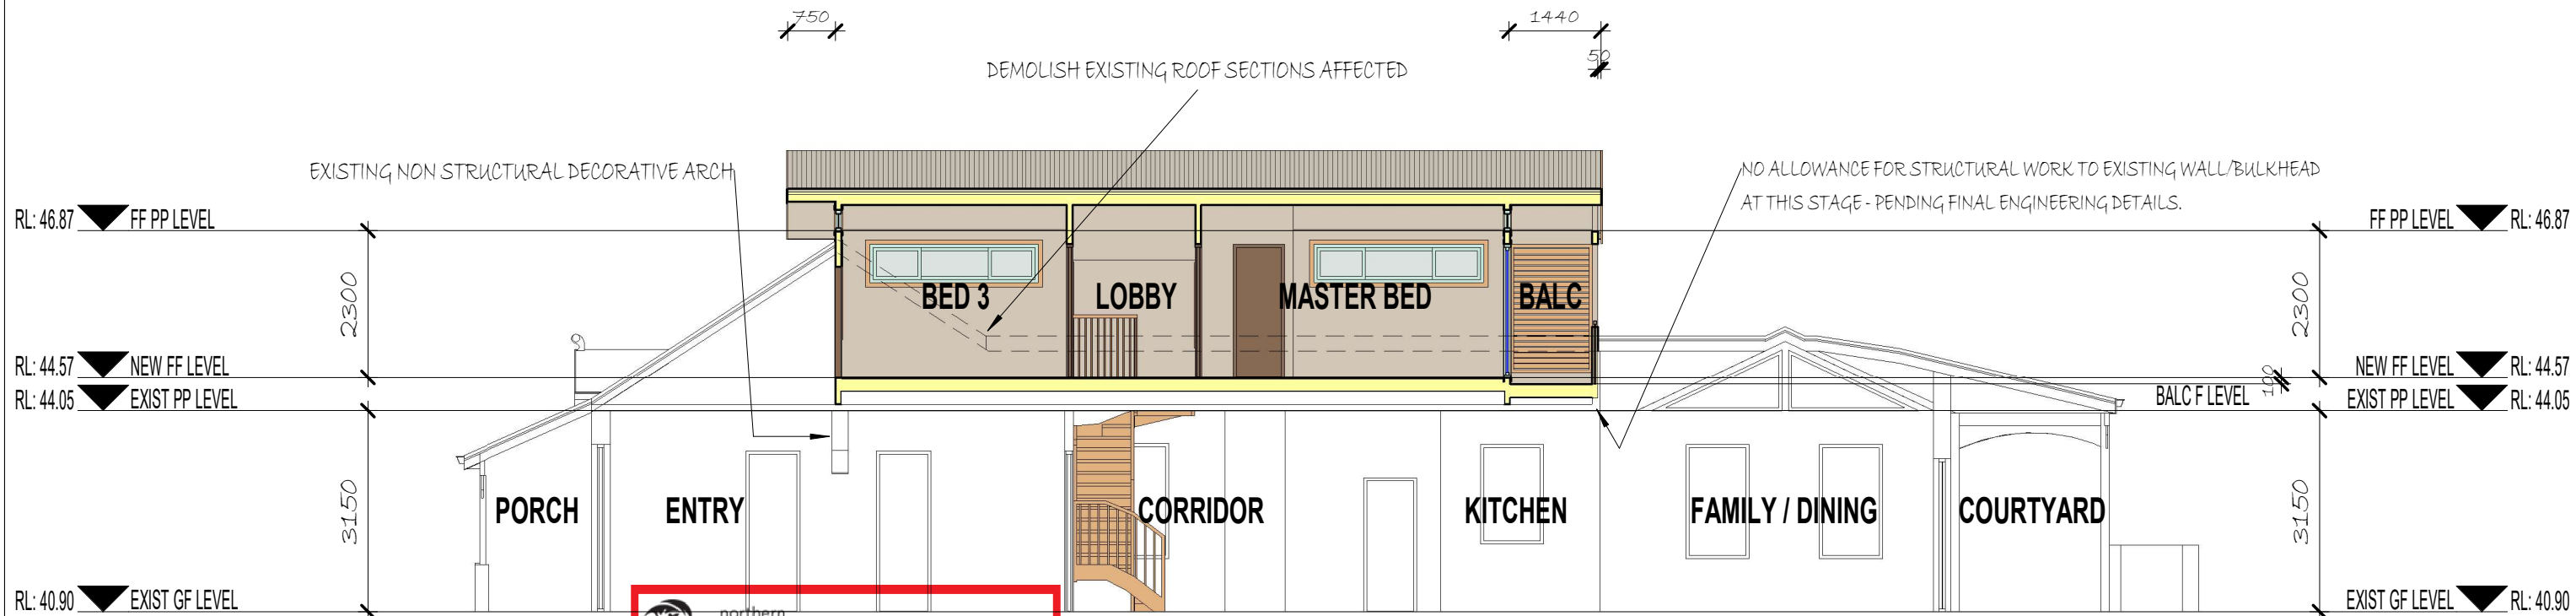 750
1440
50
DEMOLISH EXISTING ROOF SECTIONS AFFECTED
EXISTING NON STRUCTURAL DECORATIVE ARCH
NO ALLOWANCE FOR STRUCTURAL WORK TO EXISTING WALL/BULKHEAD
AT THIS STAGE - PENDING FINAL ENGINEERING DETAILS.
RL: 46.87 FF PP LEVEL
FF PP LEVEL RL: 46.87
2300
BED 3
LOBBY
MASTER BED
BALC
2300
RL: 44.57 NEW FF LEVEL
NEW FF LEVEL RL: 44.57
100
RL: 44.05 EXIST PP LEVEL
BALC F LEVEL
EXIST PP LEVEL RL: 44.05
3150
PORCH
ENTRY
CORRIDOR
KITCHEN
FAMILY / DINING
COURTYARD
3150
RL: 40.90 EXIST GF LEVEL
northern
EXIST GF LEVEL RL: 40.90